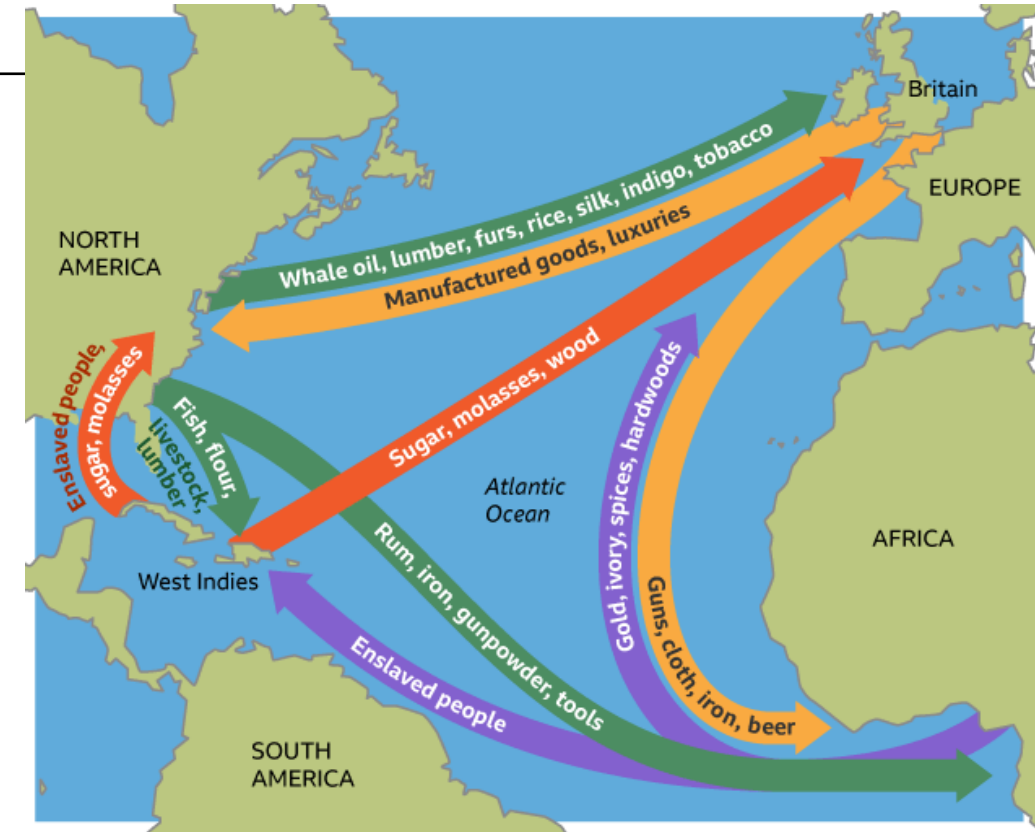 Britain
EUROPE
NORTH
AMERICA
Whale oil, lumber, furs, rice, silk, indigo, tobacco
Manufactured goods, luxuries
Enslaved people,
sugar, molasses
Fish, flour,
livestock,
lumber
Sugar, molasses, wood
Gold, ivory, spices, hardwoods
Atlantic
Ocean
AFRICA
West Indies
Rum, iron, gunpowder, tools
Guns, cloth, iron, beer
Enslaved people
SOUTH
AMERICA